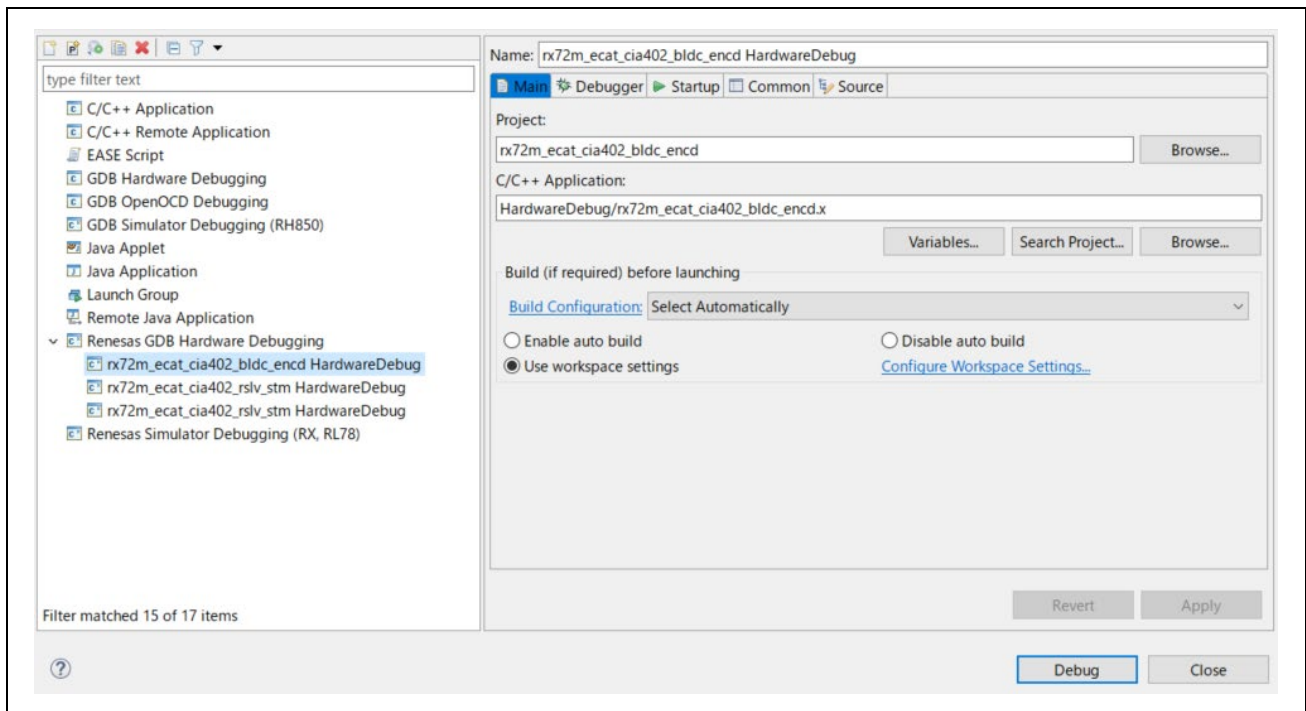 type filter text
C/C++ Application
C/C++ Remote Application
EASE Script
GDB Hardware Debugging
GDB OpenOCD Debugging
GDB Simulator Debugging (RH850)
Java Applet
Java Application
Launch Group
Remote Java Application
Renesas GDB Hardware Debugging
rx72m_ecat_cia402_bldc_encd HardwareDebug
rx72m_ecat_cia402_rslv_stm HardwareDebug
rx72m_ecat_cia402_rslv_stm HardwareDebug
Renesas Simulator Debugging (RX, RL78)
Filter matched 15 of 17 items
Name: rx72m_ecat_cia402_bldc_encd HardwareDebug
Main Debugger Startup Common Source
Project:
rx72m_ecat_cia402_bldc_encd Browse...
C/C++ Application:
HardwareDebug/rx72m_ecat_cia402_bldc_encd.x
Variables... Search Project... Browse...
Build (if required) before launching
Build Configuration: Select Automatically
Enable auto build Disable auto build
Use workspace settings Configure Workspace Settings...
Revert Apply
Debug Close